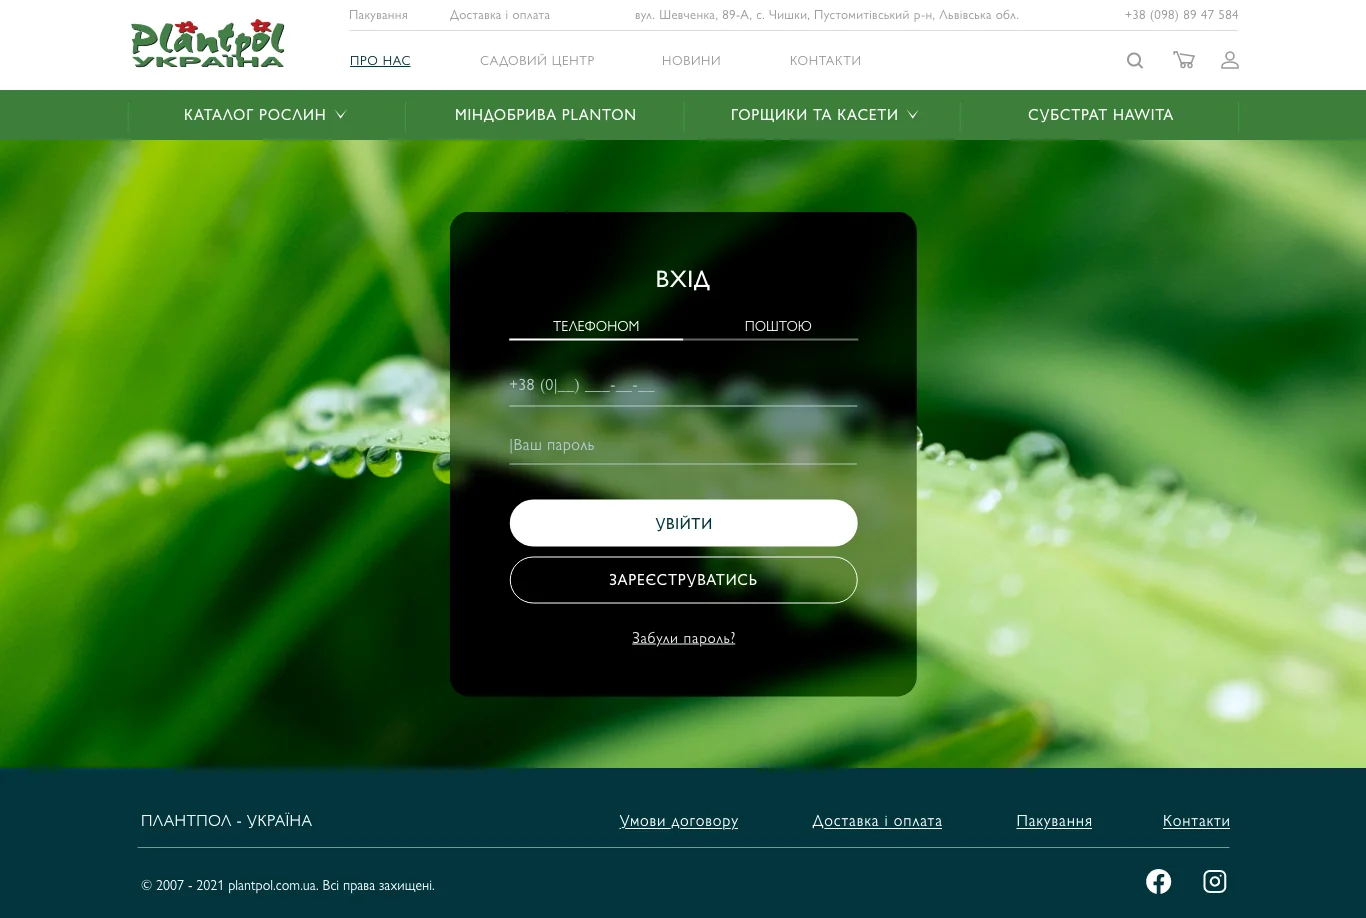 Plantpol
УКРАЇНА
Пакування Доставка і оплата вул. Шевченка, 89-А, с. Чишки, Пустомитівський р-н, Львівська обл. +38 (098) 89 47 584
ПРО НАС САДОВИЙ ЦЕНТР НОВИНИ КОНТАКТИ
КАТАЛОГ РОСЛИН МІНДОБРИВА PLANTON ГОРЩИКИ ТА КАСЕТИ СУБСТРАТ HAWITA
ВХІД
ТЕЛЕФОНОМ ПОШТОЮ
+38 (0|__) ___-__-__
|Ваш пароль
УВІЙТИ
ЗАРЕЄСТРУВАТИСЬ
Забули пароль?
ПЛАНТПОЛ - УКРАЇНА Умови договору Доставка і оплата Пакування Контакти
© 2007 - 2021 plantpol.com.ua. Всі права захищені.